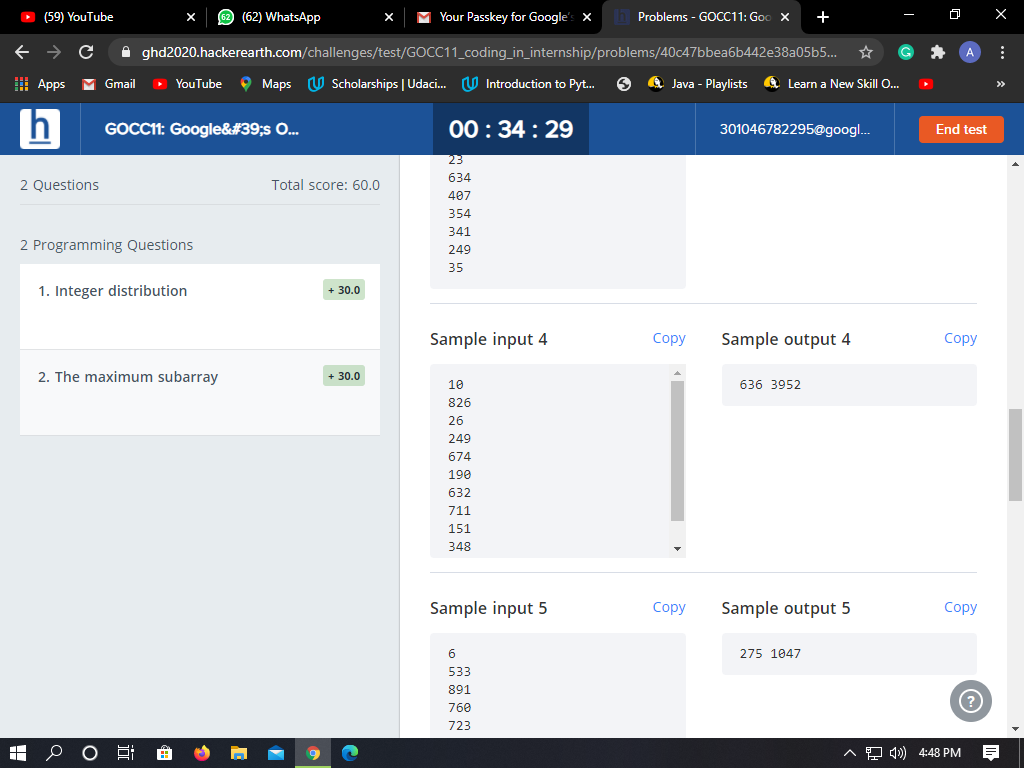 (59) YouTube
(62) WhatsApp
Your Passkey for Google'
Problems - GOCC11: Goo
ghd2020.hackerearth.com/challenges/test/GOCC11_coding_in_internship/problems/40c47bbea6b442e38a05b5...
A
Apps
Gmail
YouTube
Maps
Scholarships | Udaci...
Introduction to Pyt...
Java - Playlists
Learn a New Skill O...
»
h
GOCC11: Google&#39;s O...
00 : 34 : 29
301046782295@googl...
End test
2 Questions
Total score: 60.0
2 Programming Questions
1. Integer distribution
+ 30.0
2. The maximum subarray
+ 30.0
23
634
407
354
341
249
35
Sample input 4
Copy
Sample output 4
Copy
10
826
26
249
674
190
632
711
151
348
636 3952
Sample input 5
Copy
Sample output 5
Copy
6
533
891
760
723
275 1047
?
4:48 PM